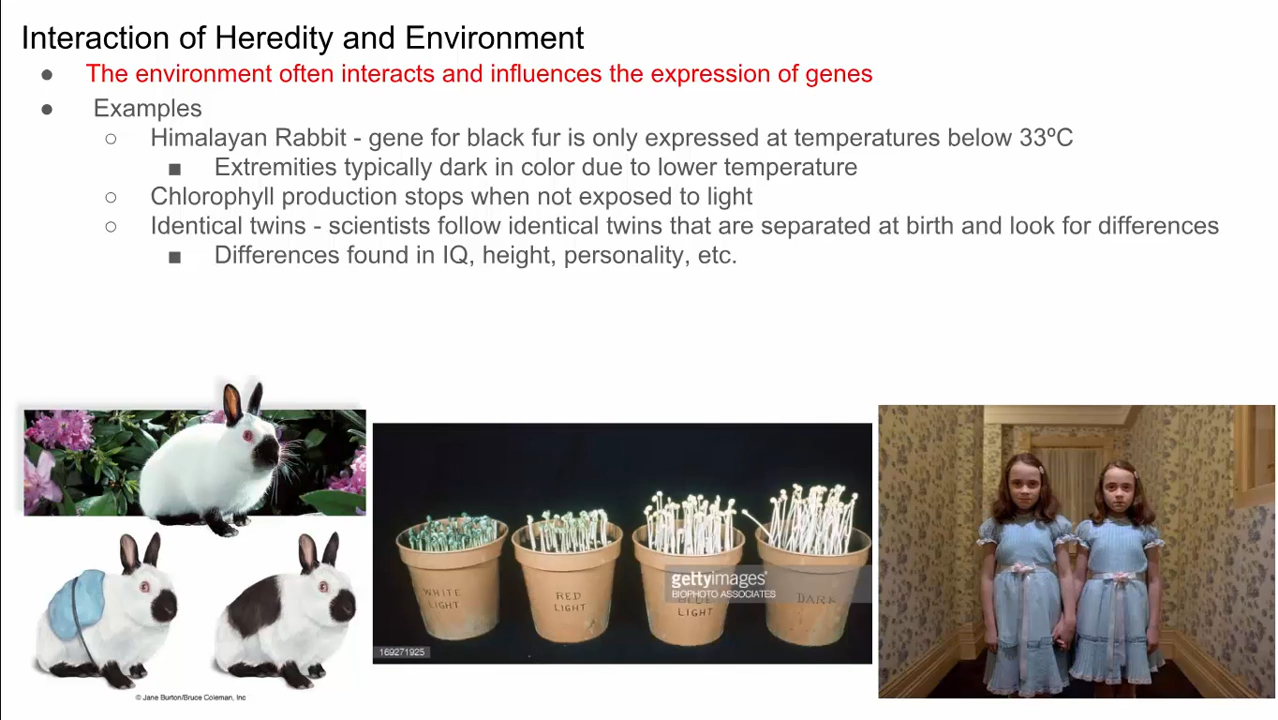 Interaction of Heredity and Environment
● The environment often interacts and influences the expression of genes
● Examples
○ Himalayan Rabbit - gene for black fur is only expressed at temperatures below 33ºC
■ Extremities typically dark in color due to lower temperature
○ Chlorophyll production stops when not exposed to light
○ Identical twins - scientists follow identical twins that are separated at birth and look for differences
■ Differences found in IQ, height, personality, etc.
© Jane Burton/Bruce Coleman, Inc
WHITE LIGHT
RED LIGHT
LIGHT
DARK
gettyimages®
BIOPHOTO ASSOCIATES
169271925